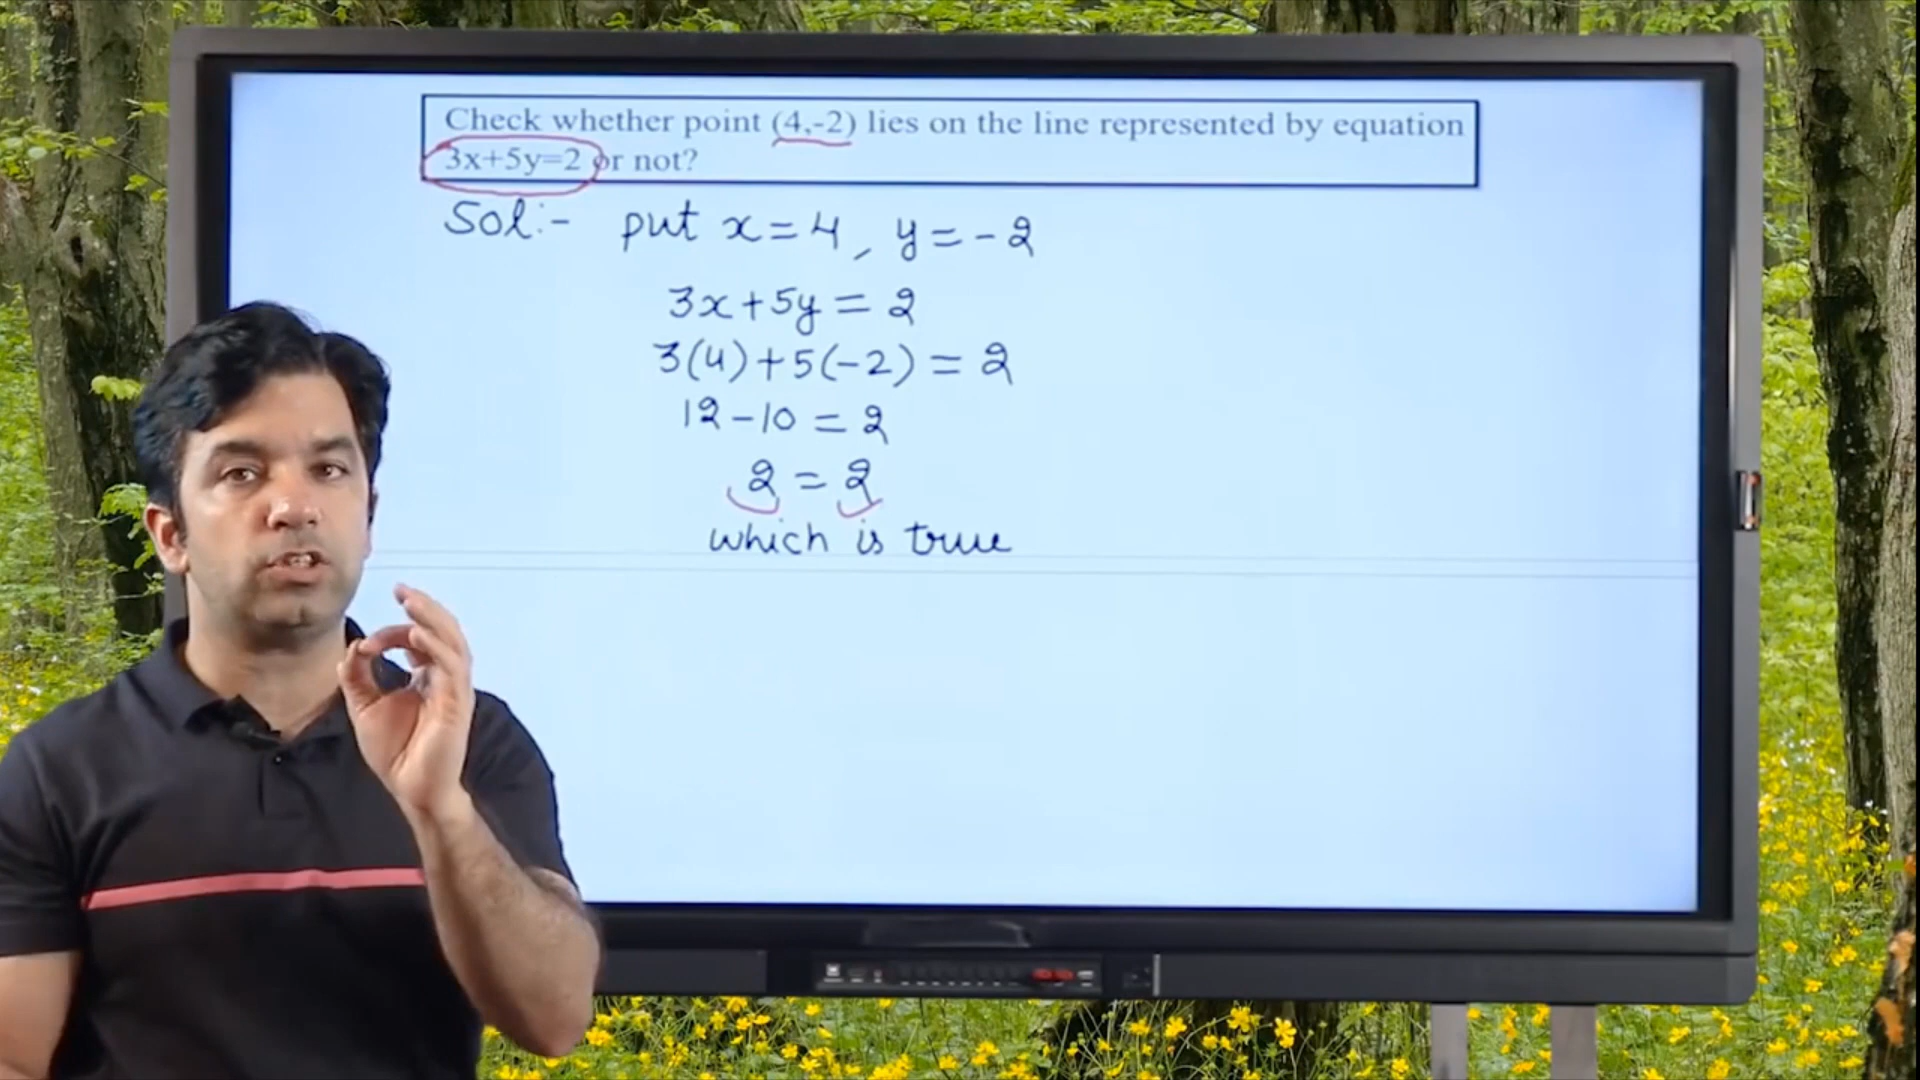 Check whether point (4,-2) lies on the line represented by equation
3x+5y=2 or not?
Sol:- put x=4, y=-2
3x+5y=2
3(4)+5(-2)=2
12-10=2
2=2
which is true